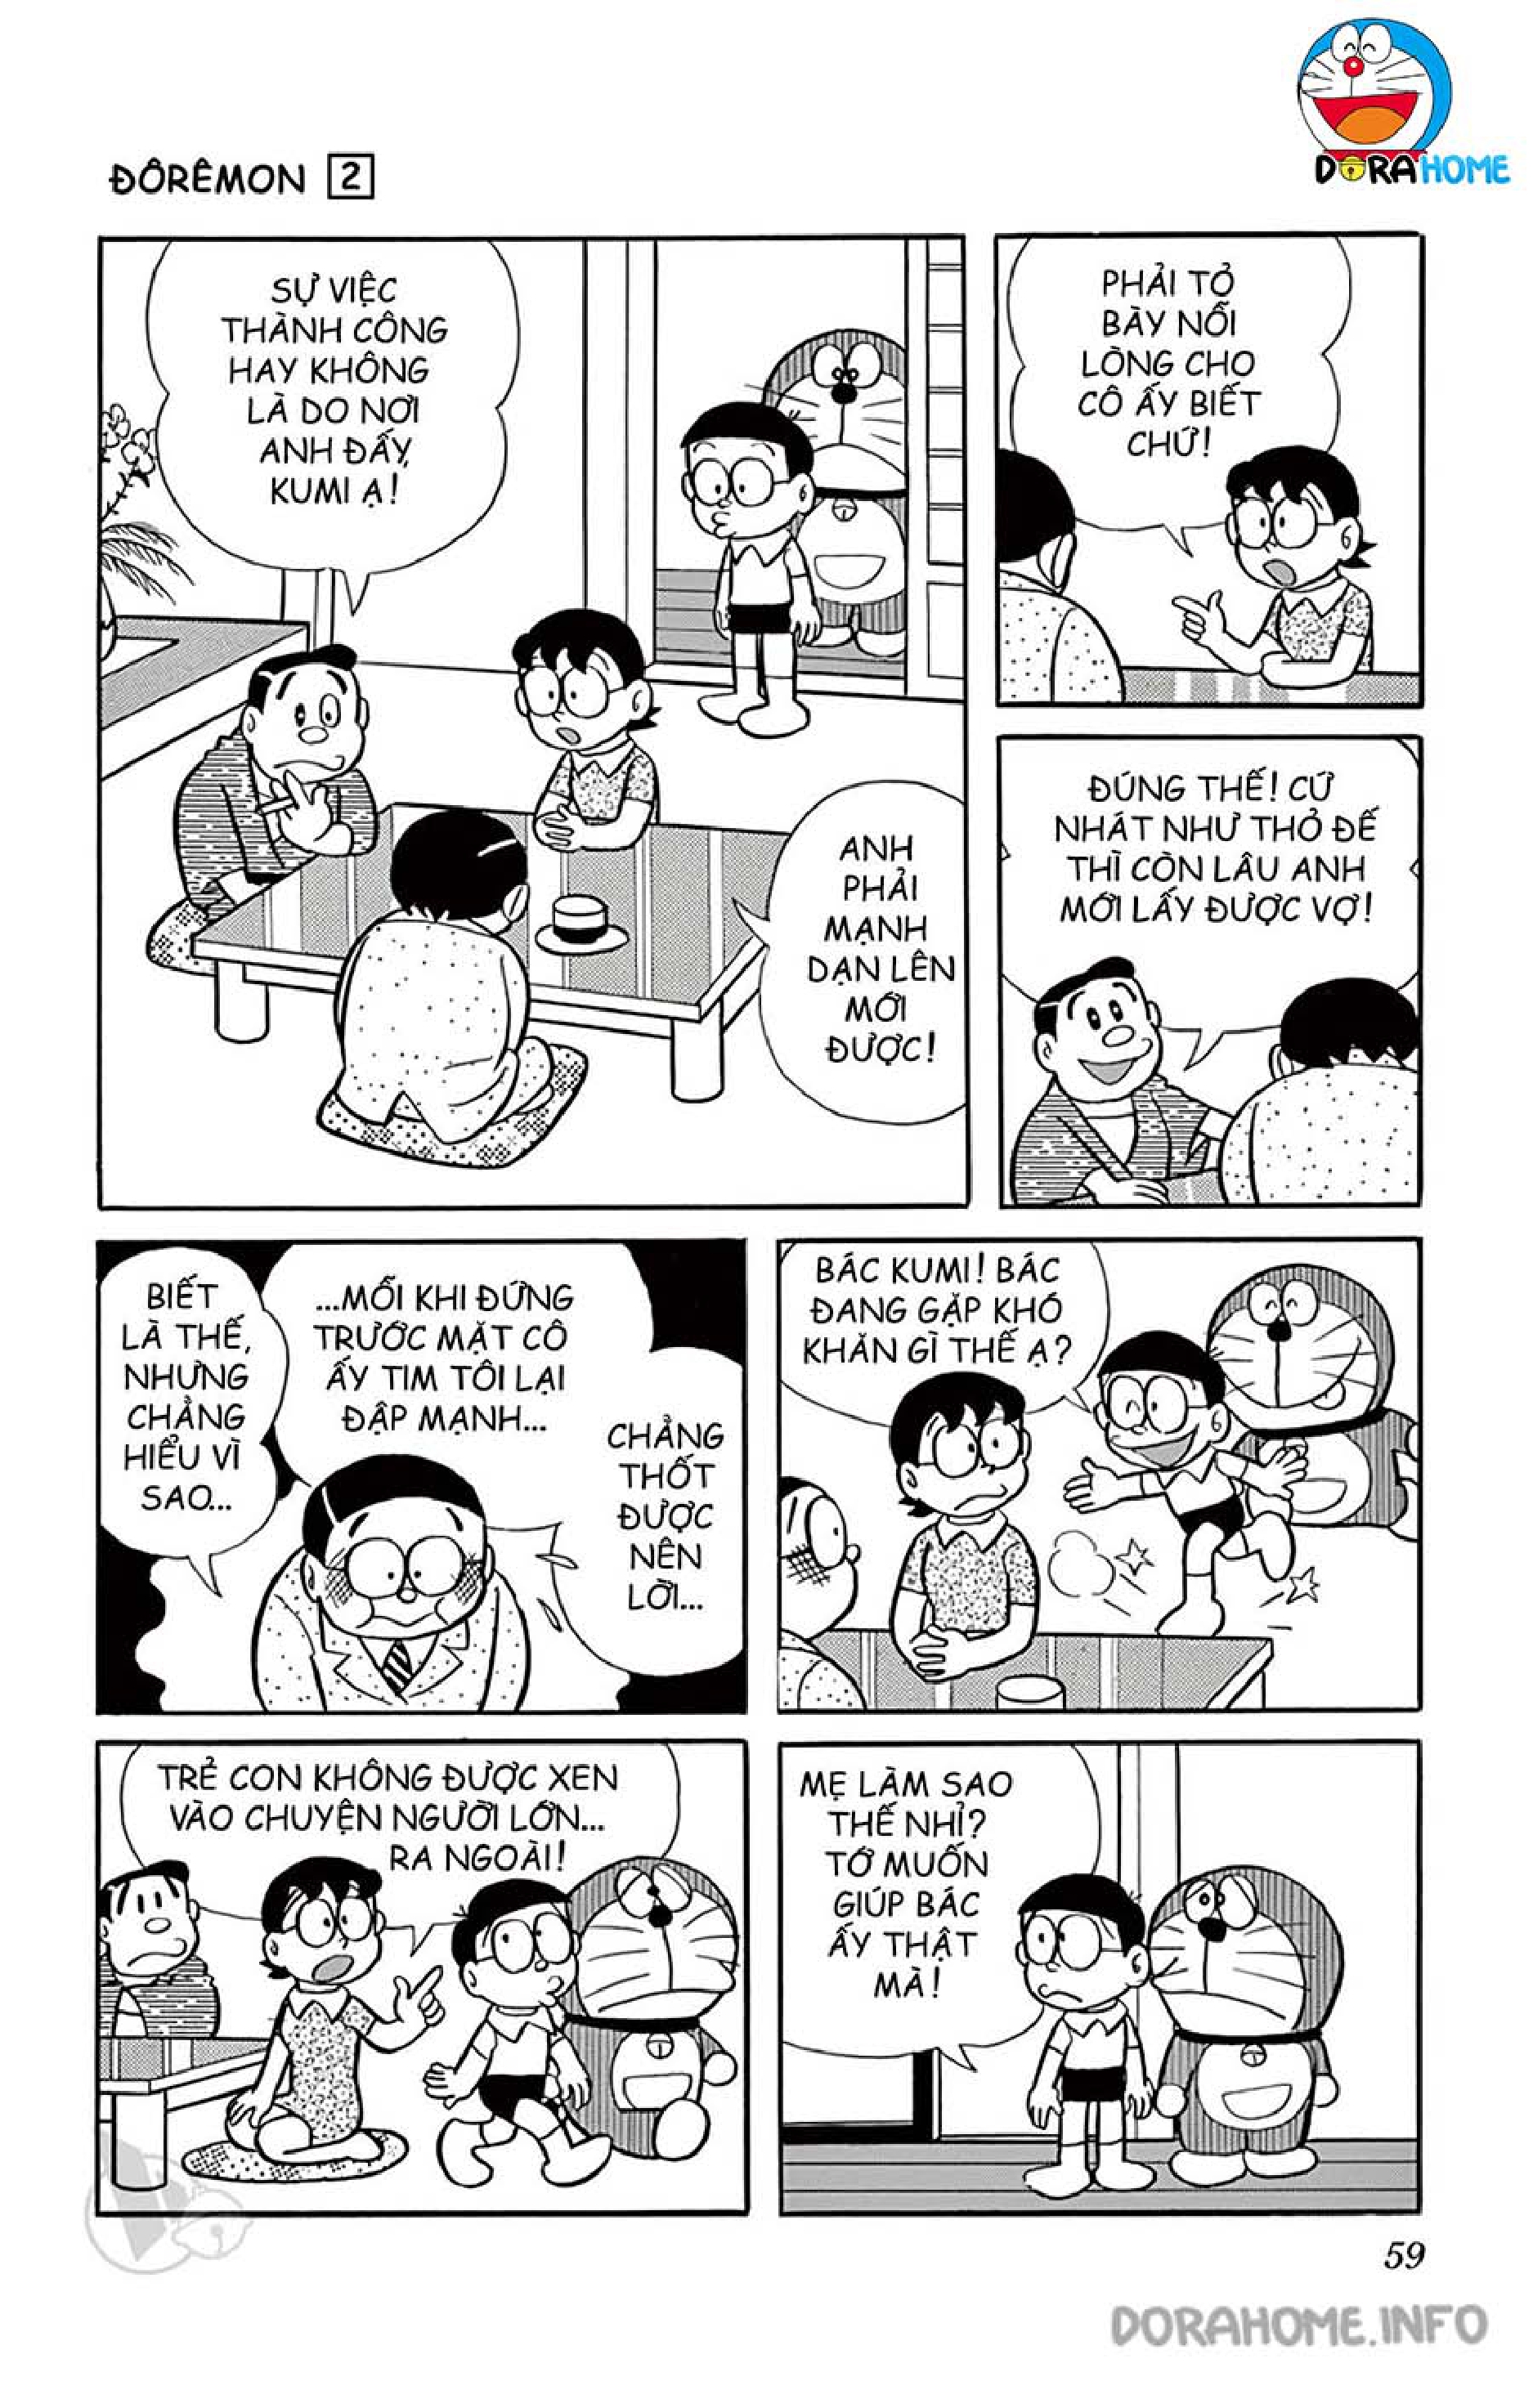 DORAHOME
ĐÔRÊMON 2
SỰ VIỆC
THÀNH CÔNG
HAY KHÔNG
LÀ DO NƠI
ANH ĐẤY,
KUMI Ạ!
ANH
PHẢI
MẠNH
DẠN LÊN
MỚI
ĐƯỢC!
PHẢI TỎ
BÀY NỖI
LÒNG CHO
CÔ ẤY BIẾT
CHỨ!
ĐÚNG THẾ! CỨ
NHÁT NHƯ THỎ ĐẾ
THÌ CÒN LÂU ANH
MỚI LẤY ĐƯỢC VỢ!
BIẾT
LÀ THẾ,
NHƯNG
CHẲNG
HIỂU VÌ
SAO...
...MỖI KHI ĐỨNG
TRƯỚC MẶT CÔ
ẤY TIM TÔI LẠI
ĐẬP MẠNH...
CHẲNG
THỐT
ĐƯỢC
NÊN
LỜI...
BÁC KUMI! BÁC
ĐANG GẶP KHÓ
KHĂN GÌ THẾ Ạ?
TRẺ CON KHÔNG ĐƯỢC XEN
VÀO CHUYỆN NGƯỜI LỚN...
RA NGOÀI!
MẸ LÀM SAO
THẾ NHỈ?
TỚ MUỐN
GIÚP BÁC
ẤY THẬT
MÀ!
59
DORAHOME.INFO